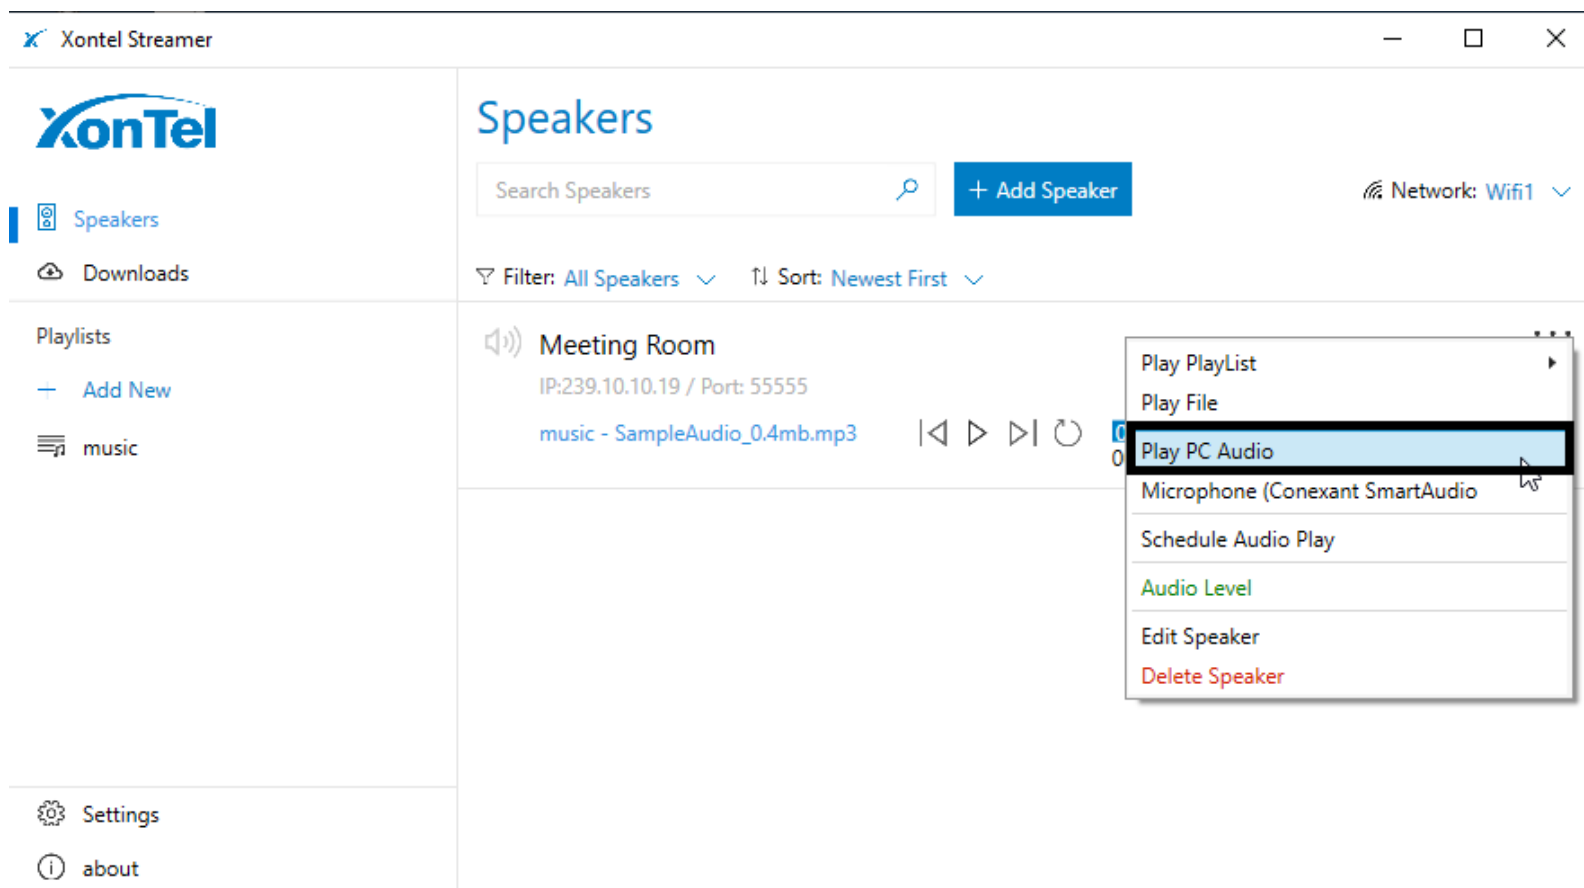 Xontel Streamer
XonTel
Speakers
Downloads
Playlists
Add New
music
Settings
about
Speakers
Search Speakers
+ Add Speaker
Network: Wifi1
Filter: All Speakers
Sort: Newest First
Meeting Room
IP:239.10.10.19 / Port: 55555
music - SampleAudio_0.4mb.mp3
Play PlayList
Play File
Play PC Audio
Microphone (Conexant SmartAudio
Schedule Audio Play
Audio Level
Edit Speaker
Delete Speaker